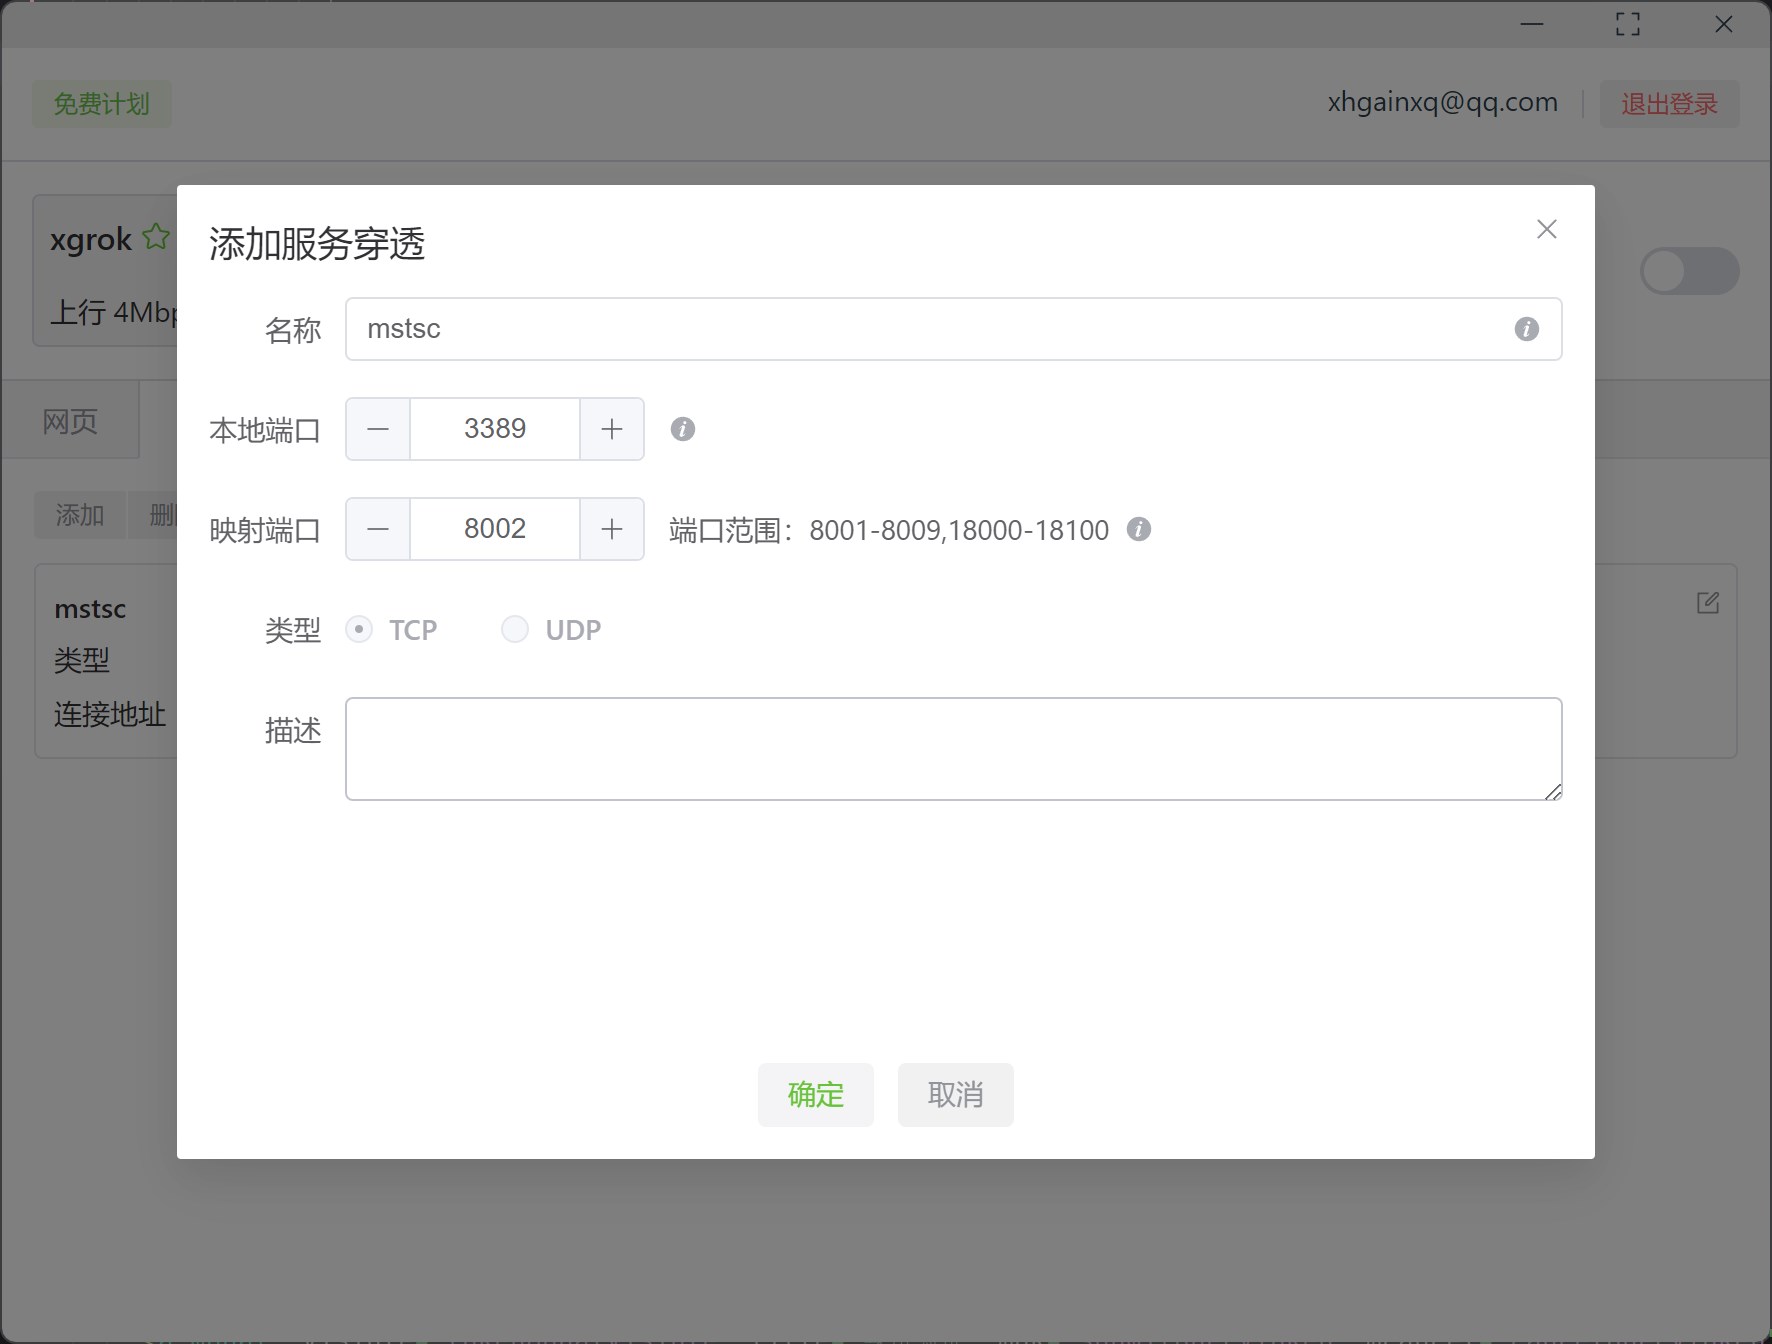 免费计划
xhgainxq@qq.com
退出登录
xgrok
上行 4Mbp
添加服务穿透
名称 mstsc
本地端口 3389
映射端口 8002 端口范围：8001-8009,18000-18100
类型 TCP UDP
描述
网页
添加
mstsc
类型
连接地址
确定 取消